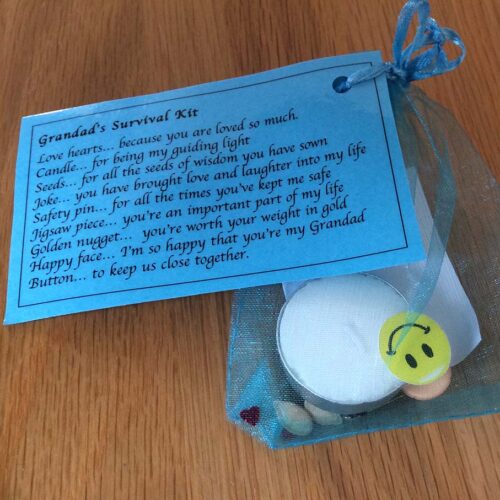 Grandad's Survival Kit
Love hearts... because you are loved so much.
Candle... for being my guiding light
Seeds... for all the seeds of wisdom you have sown
Joke... you have brought love and laughter into my life
Safety pin... for all the times you've kept me safe
Jigsaw piece... you're an important part of my life
Golden nugget... you're worth your weight in gold
Happy face... I'm so happy that you're my Grandad
Button... to keep us close together.